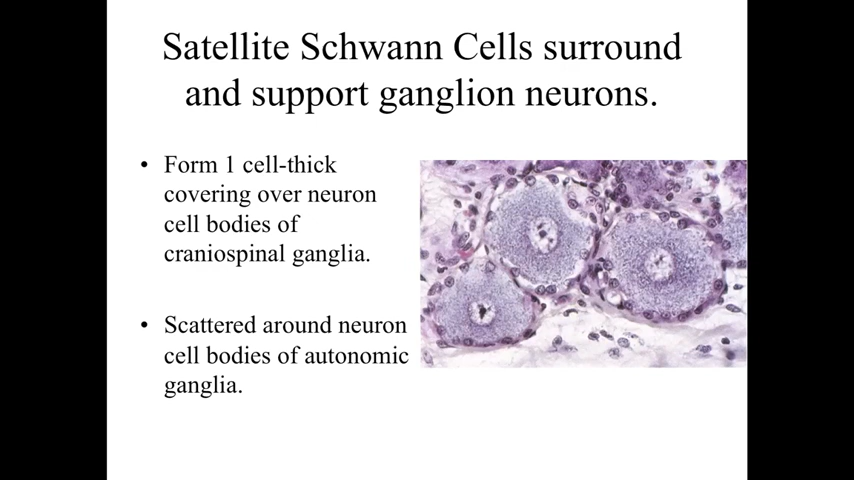 Satellite Schwann Cells surround
and support ganglion neurons.
• Form 1 cell-thick
covering over neuron
cell bodies of
craniospinal ganglia.
• Scattered around neuron
cell bodies of autonomic
ganglia.